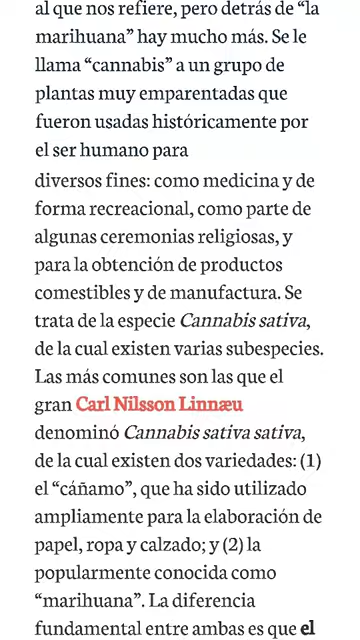 al que nos refiere, pero detrás de “la
marihuana” hay mucho más. Se le
llama “cannabis” a un grupo de
plantas muy emparentadas que
fueron usadas históricamente por
el ser humano para
diversos fines: como medicina y de
forma recreacional, como parte de
algunas ceremonias religiosas, y
para la obtención de productos
comestibles y de manufactura. Se
trata de la especie Cannabis sativa,
de la cual existen varias subespecies.
Las más comunes son las que el
gran Carl Nilsson Linnæu
denominó Cannabis sativa sativa,
de la cual existen dos variedades: (1)
el “cáñamo”, que ha sido utilizado
ampliamente para la elaboración de
papel, ropa y calzado; y (2) la
popularmente conocida como
“marihuana”. La diferencia
fundamental entre ambas es que el